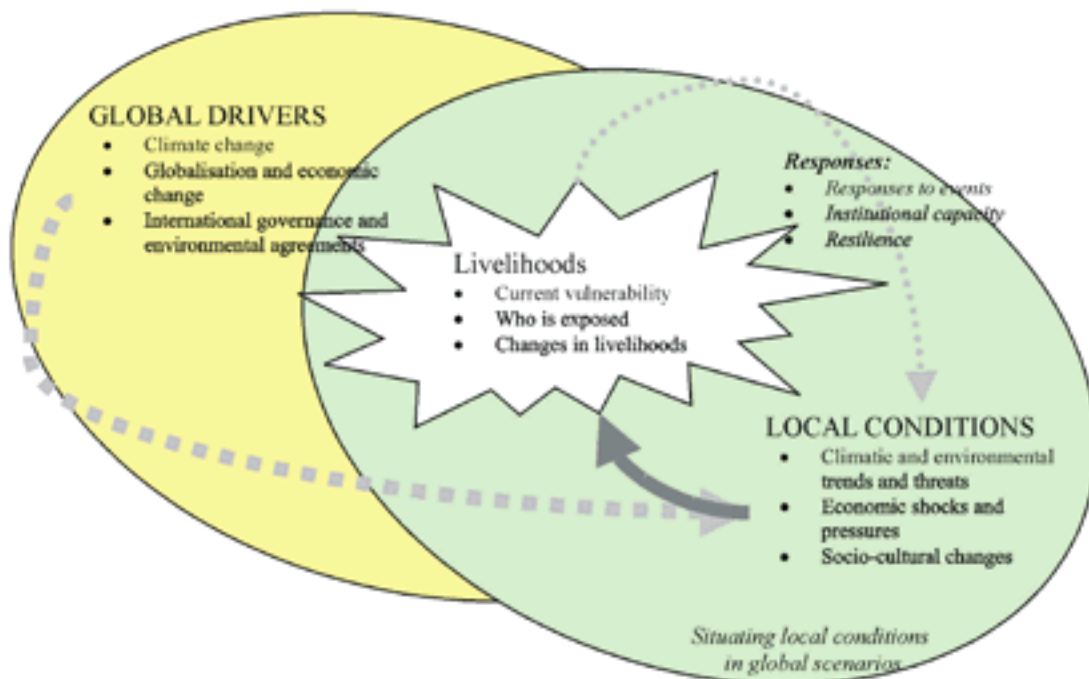 GLOBAL DRIVERS
• Climate change
• Globalisation and economic
change
• International governance and
environmental agreements
Responses:
• Responses to events
• Institutional capacity
• Resilience
Livelihoods
• Current vulnerability
• Who is exposed
• Changes in livelihoods
LOCAL CONDITIONS
• Climatic and environmental
trends and threats
• Economic shocks and
pressures
• Socio-cultural changes
Situating local conditions
in global scenarios